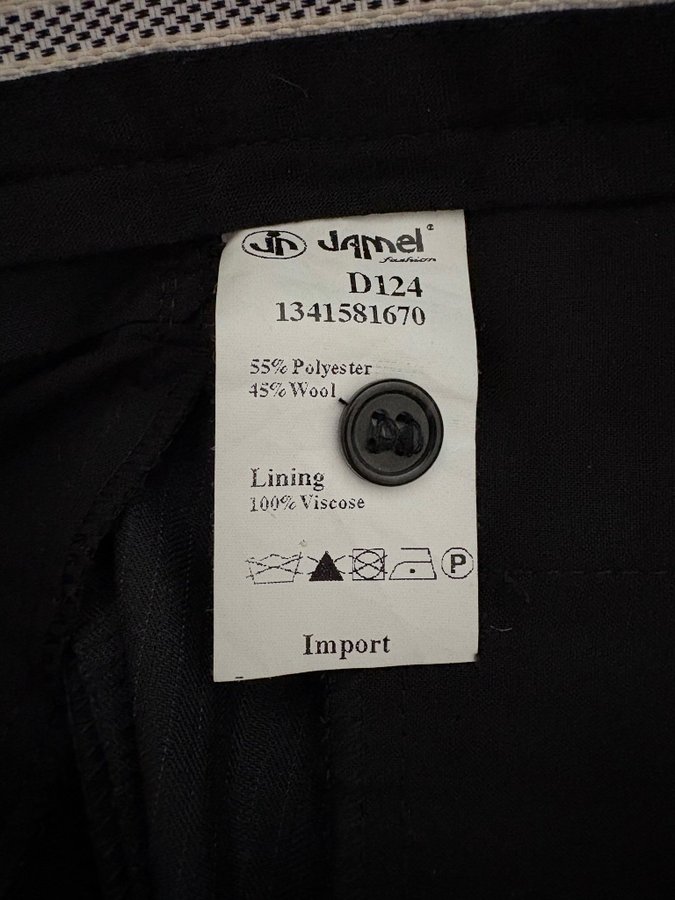 Jamel®
fashion
D124
1341581670
55% Polyester
45% Wool
Lining
100% Viscose
P
Import